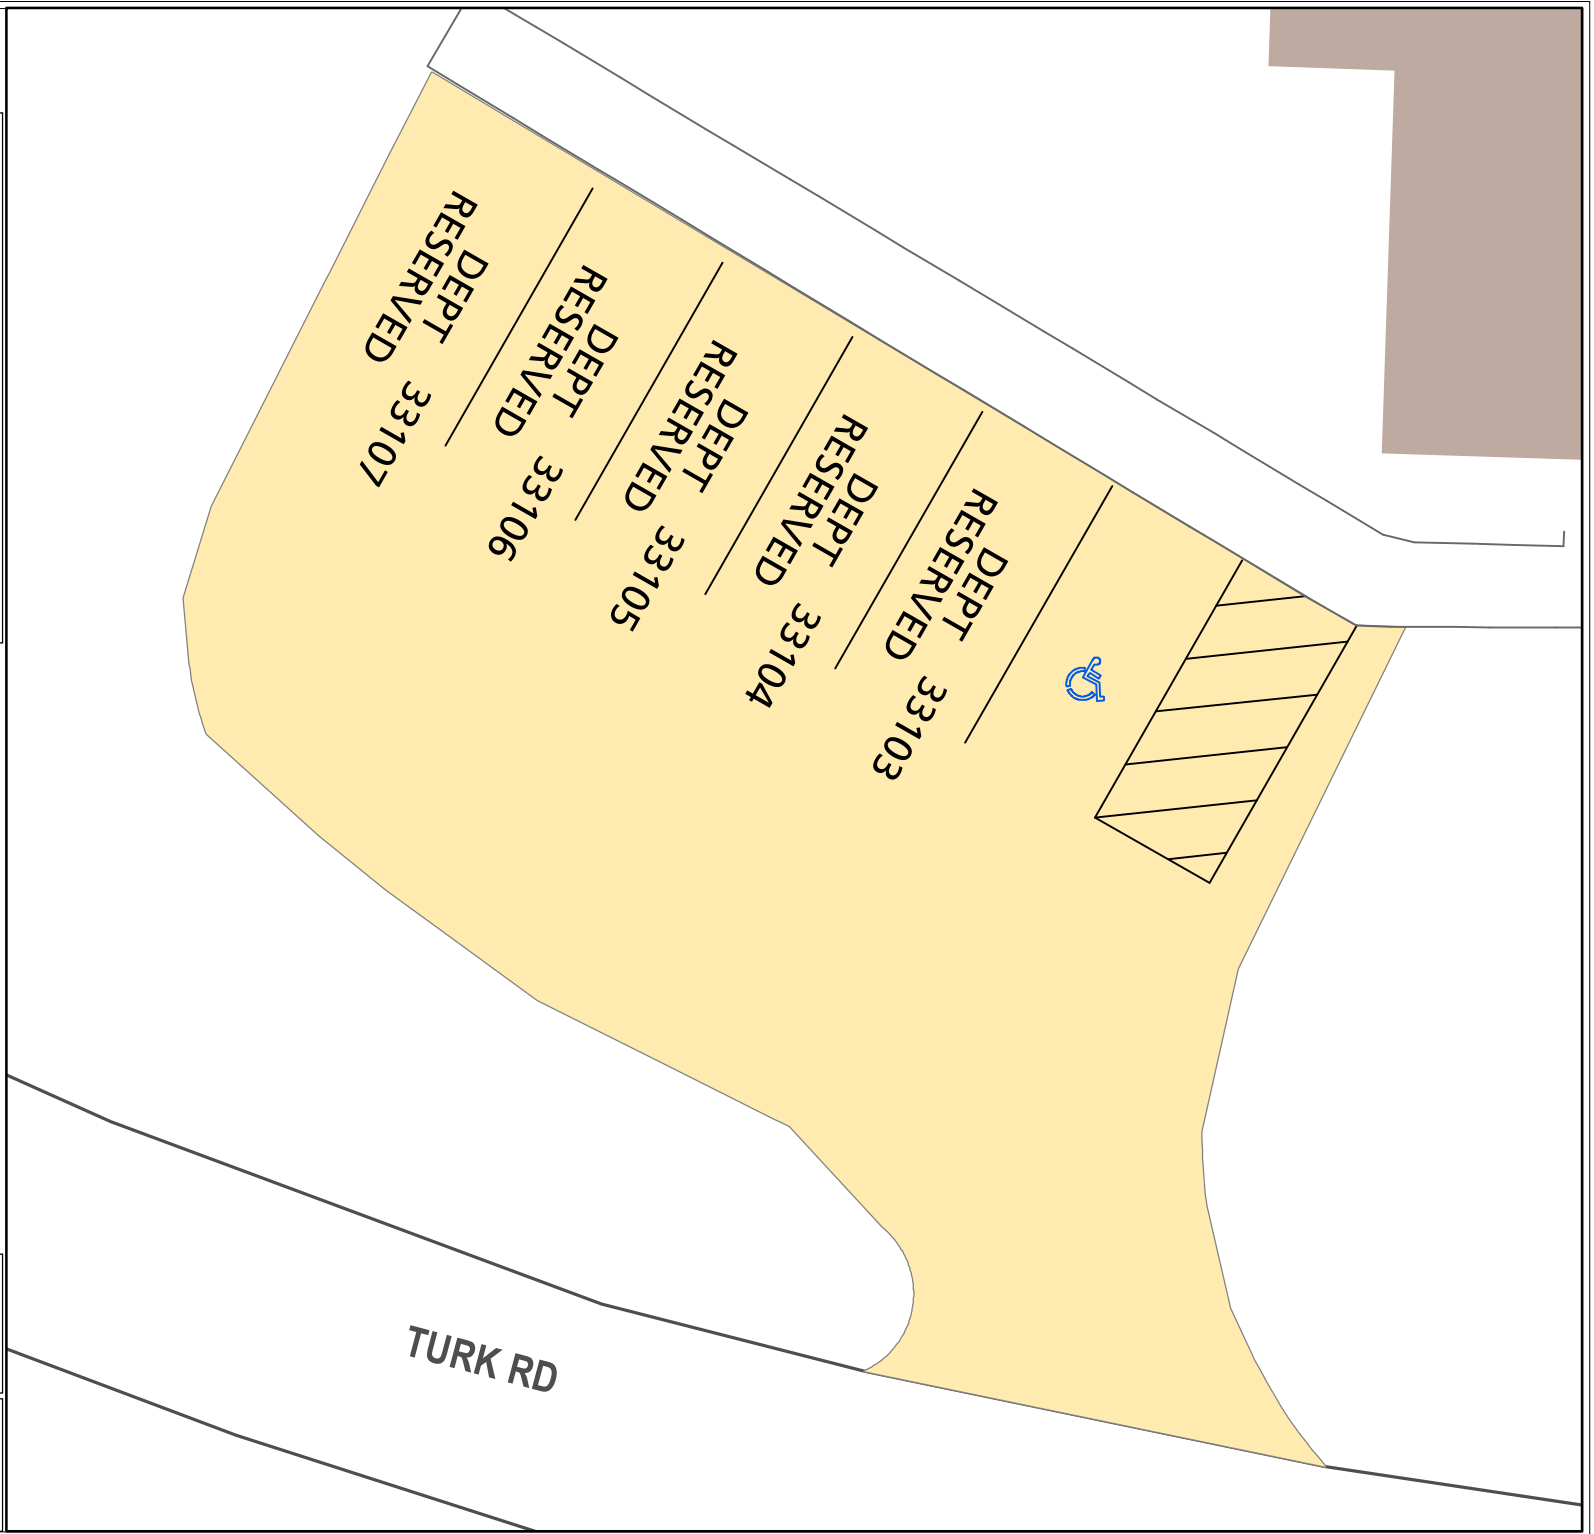 DEPT
RESERVED
33107
DEPT
RESERVED
33106
DEPT
RESERVED
33105
DEPT
RESERVED
33104
DEPT
RESERVED
33103
TURK RD